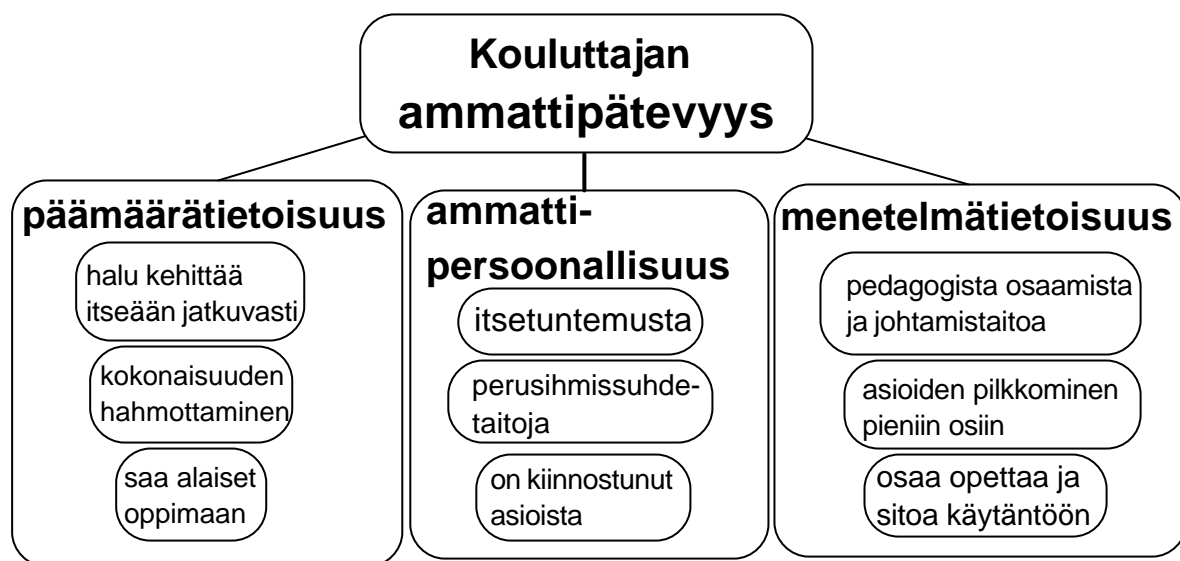 Kouluttajan
ammattipätevyys
päämäärätietoisuus
halu kehittää
itseään jatkuvasti
kokonaisuuden
hahmottaminen
saa alaiset
oppimaan
ammatti-
persoonallisuus
itsetuntemusta
perusihmissuhde-
taitoja
on kiinnostunut
asioista
menetelmätietoisuus
pedagogista osaamista
ja johtamistaitoa
asioiden pilkkominen
pieniin osiin
osaa opettaa ja
sitoa käytäntöön